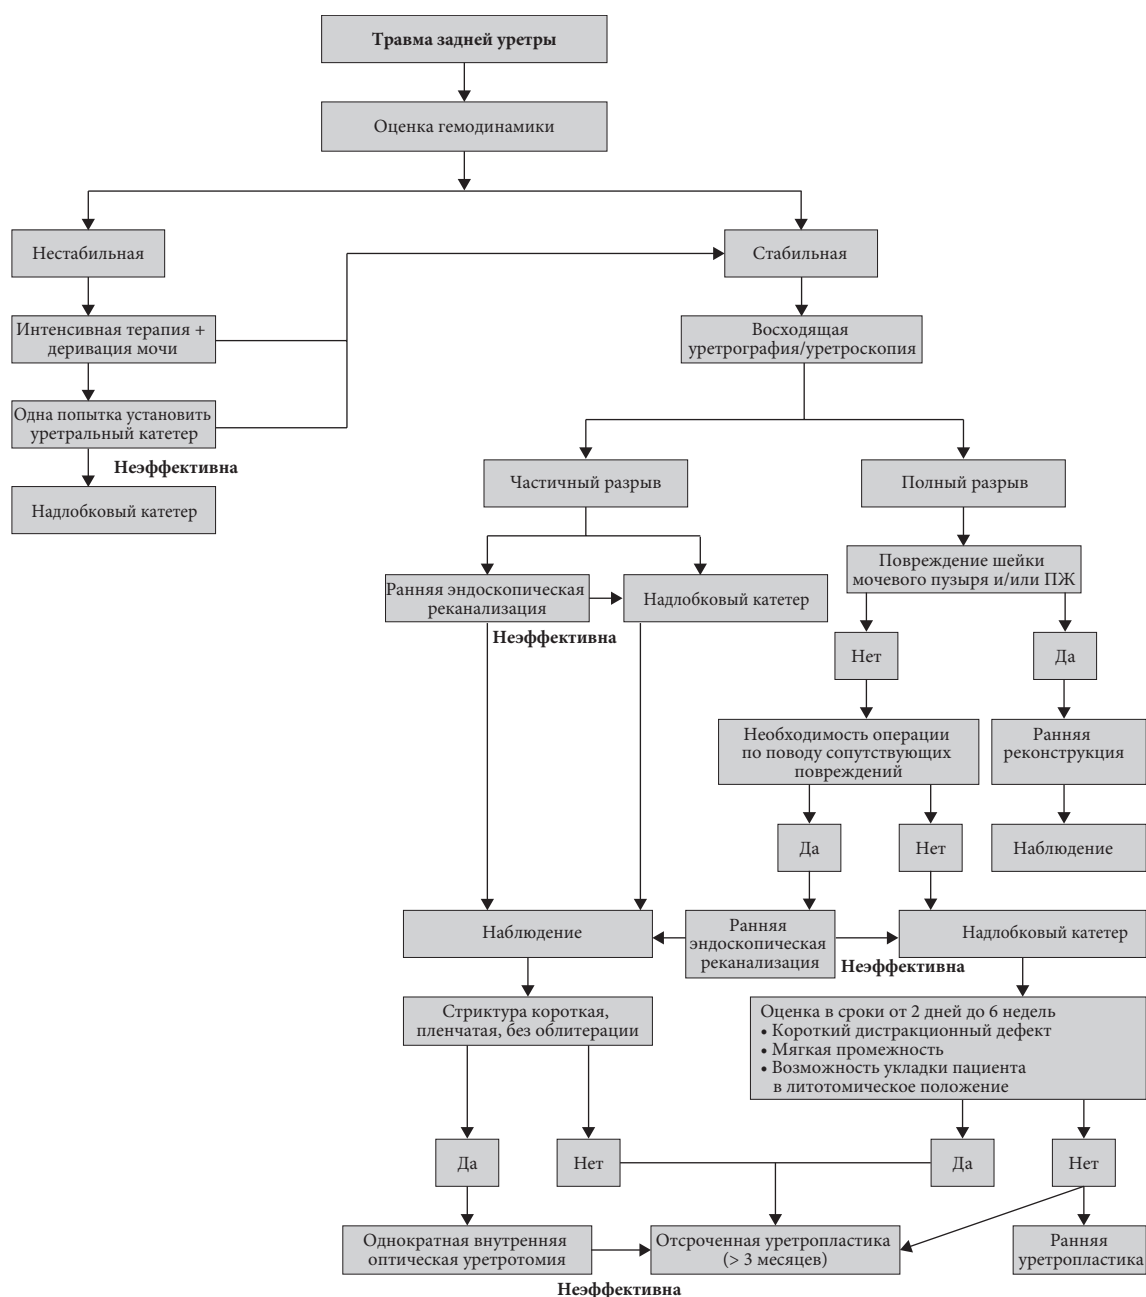 Травма задней уретры
Оценка гемодинамики
Нестабильная
Стабильная
Интенсивная терапия +
деривация мочи
Восходящая
уретрография/уретроскопия
Одна попытка установить
уретральный катетер
Неэффективна
Надлобковый катетер
Частичный разрыв
Полный разрыв
Повреждение шейки
мочевого пузыря и/или ПЖ
Ранняя эндоскопическая
реканализация
Надлобковый катетер
Неэффективна
Нет
Да
Необходимость операции
по поводу сопутствующих
повреждений
Ранняя
реконструкция
Да
Нет
Наблюдение
Наблюдение
Ранняя
эндоскопическая
реканализация
Надлобковый катетер
Неэффективна
Стриктура короткая,
пленчатая, без облитерации
Оценка в сроки от 2 дней до 6 недель
• Короткий дистракционный дефект
• Мягкая промежность
• Возможность укладки пациента
в литотомическое положение
Да
Нет
Да
Нет
Однократная внутренняя
оптическая уретротомия
Отсроченная уретропластика
(> 3 месяцев)
Ранняя
уретропластика
Неэффективна